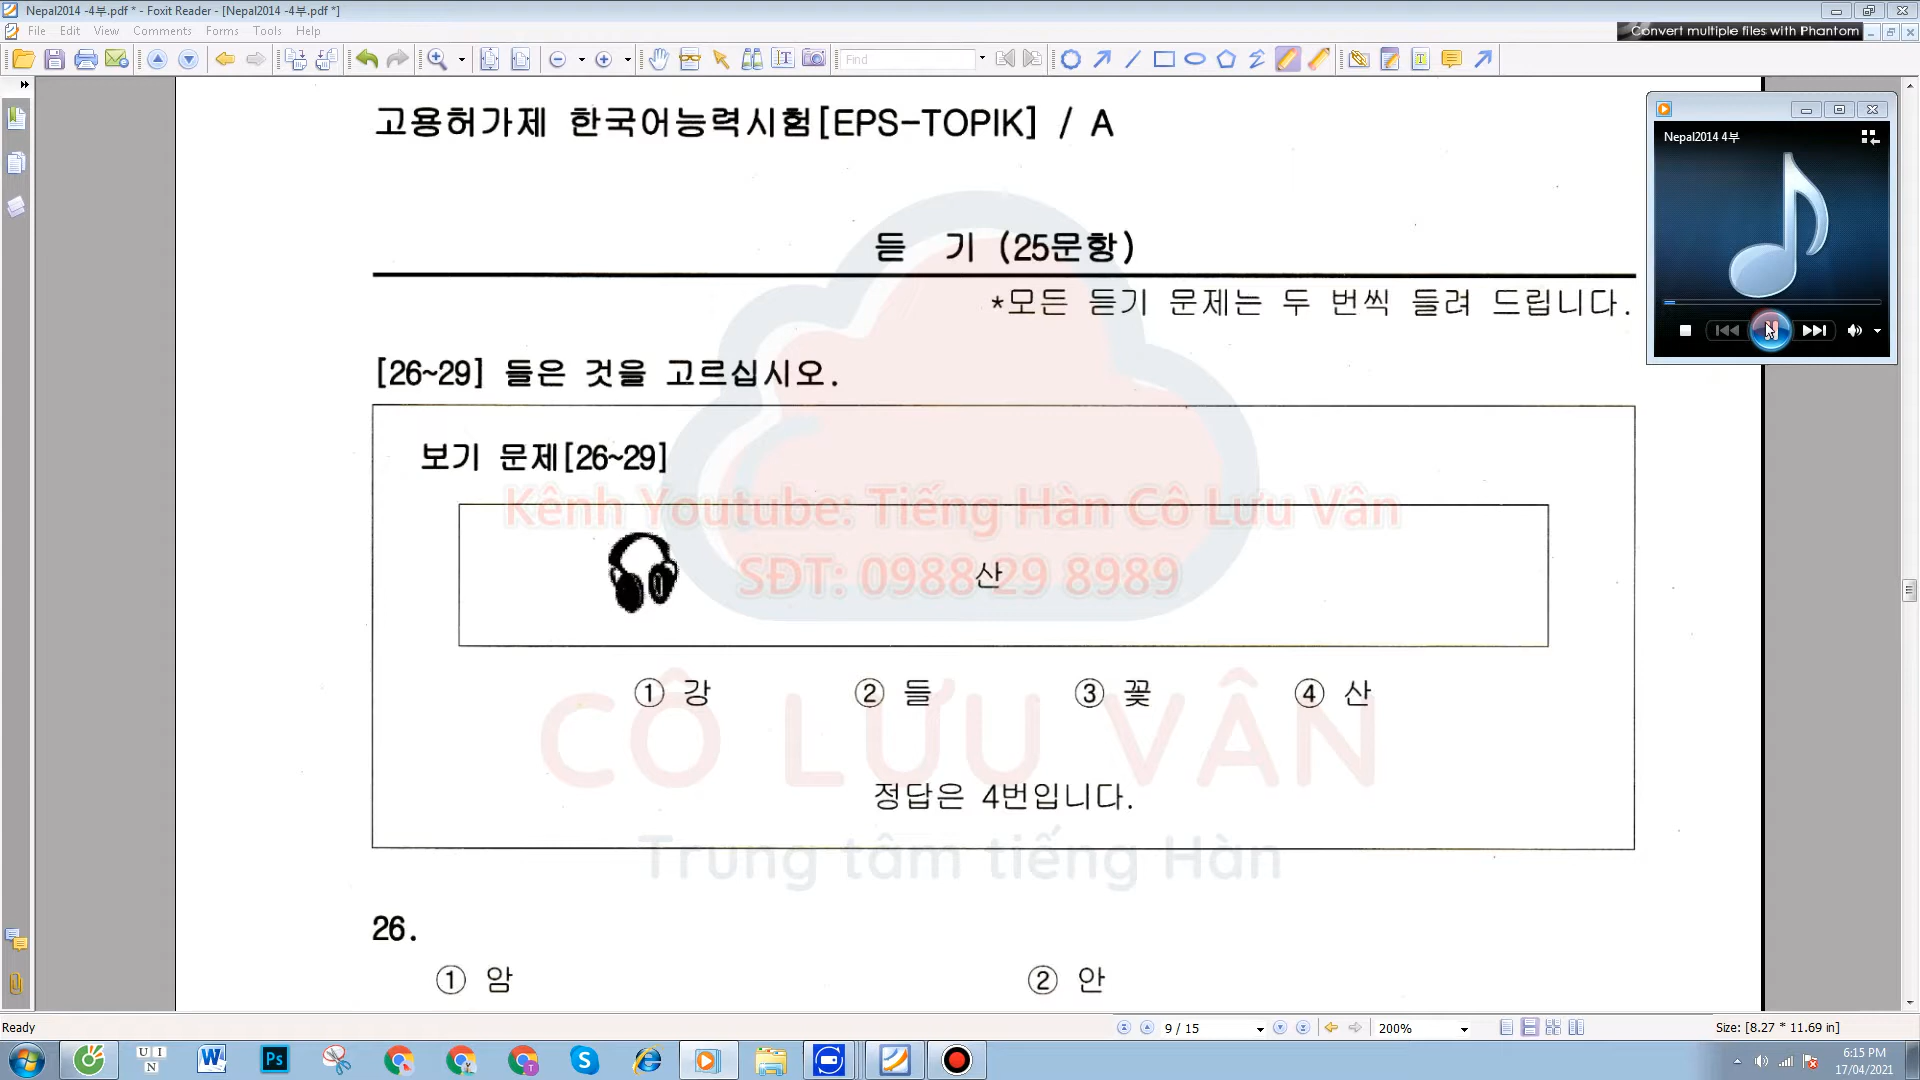 Nepal2014 -4부.pdf * - Foxit Reader - [Nepal2014 -4부.pdf *]
File Edit View Comments Forms Tools Help
Convert multiple files with Phantom
Find
고용허가제 한국어능력시험[EPS-TOPIK] / A
Nepal2014 4부
듣 기 (25문항)
*모든 듣기 문제는 두 번씩 들려 드립니다.
[26~29] 들은 것을 고르십시오.
보기 문제[26~29]
Kênh Youtube: Tiếng Hàn Cô Lưu Vân
SĐT: 0988 29 8989
산
① 강 ② 들 ③ 꽃 ④ 산
CÔ LƯU VÂN
정답은 4번입니다.
Trung tâm tiếng Hàn
26.
① 암 ② 안
Ready
9 / 15
200%
Size: [8.27 * 11.69 in]
U I N
W
Ps
6:15 PM
17/04/2021